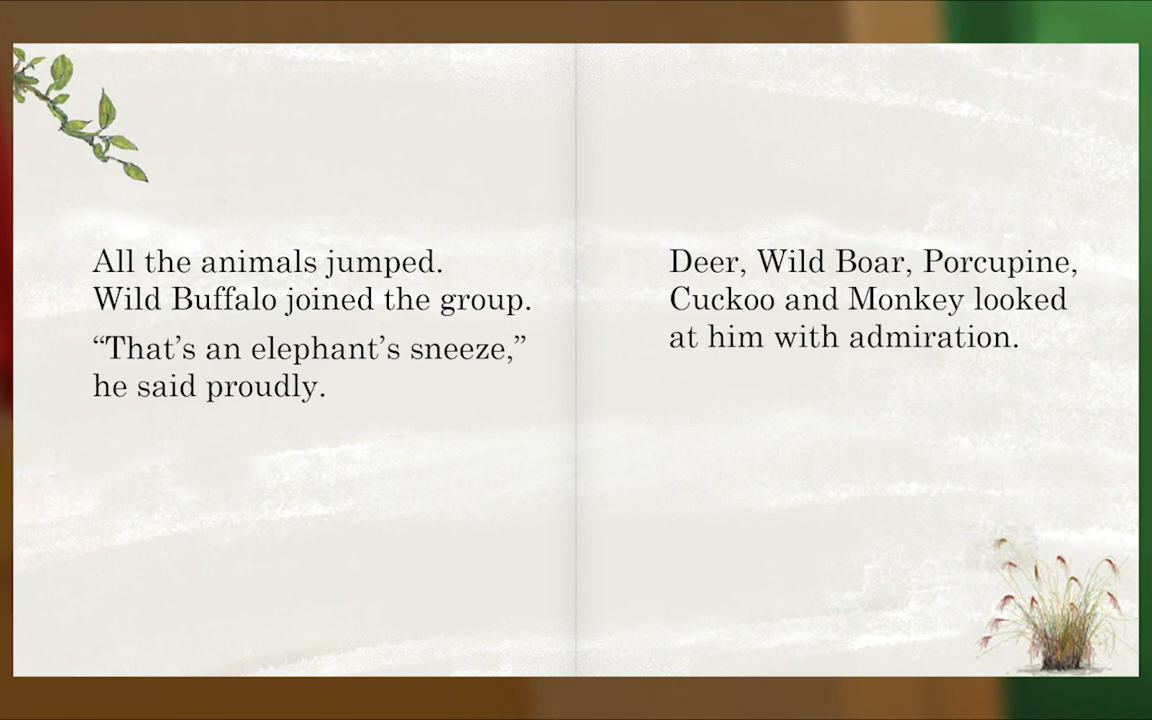 All the animals jumped.
Wild Buffalo joined the group.
“That’s an elephant’s sneeze,”
he said proudly.
Deer, Wild Boar, Porcupine,
Cuckoo and Monkey looked
at him with admiration.